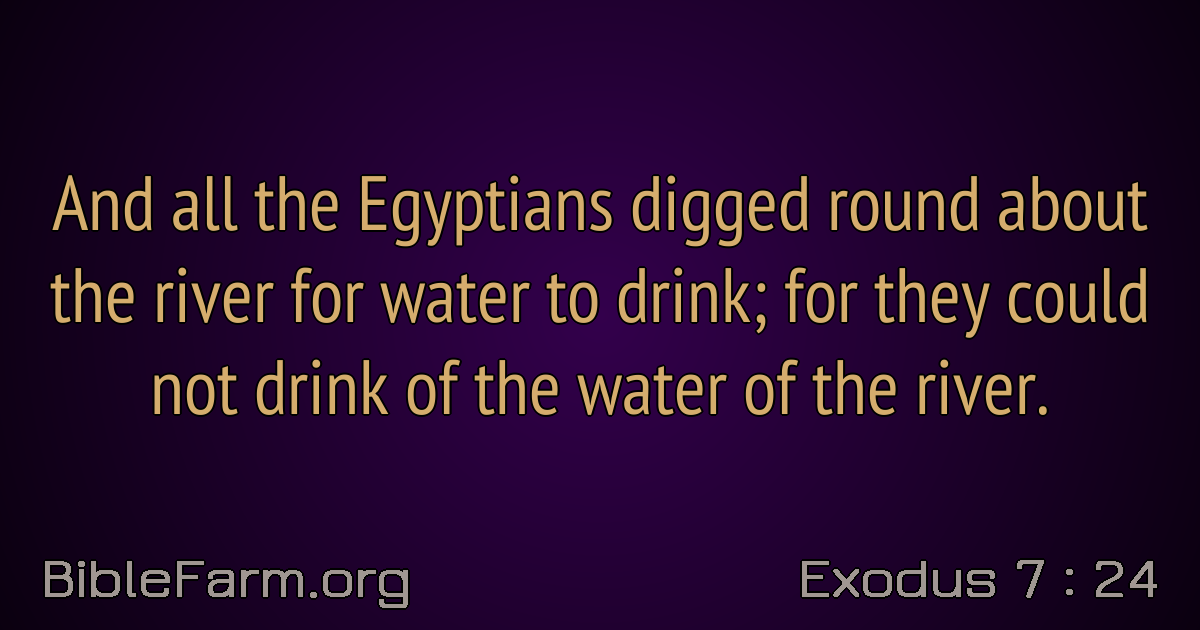 And all the Egyptians digged round about
the river for water to drink; for they could
not drink of the water of the river.
BibleFarm.org
Exodus 7 : 24